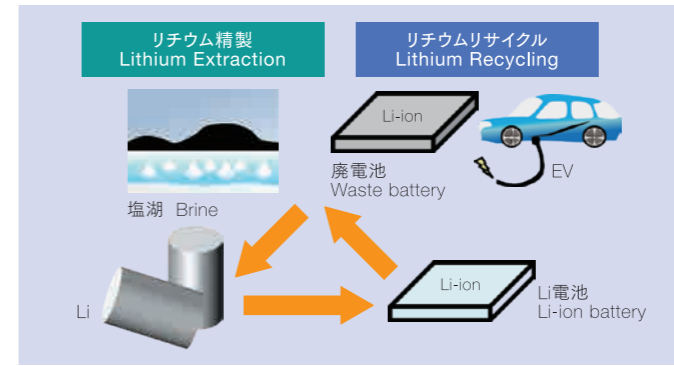 リチウム精製
Lithium Extraction
リチウムリサイクル
Lithium Recycling
Li-ion
廃電池
Waste battery
EV
塩湖 Brine
Li
Li-ion
Li電池
Li-ion battery